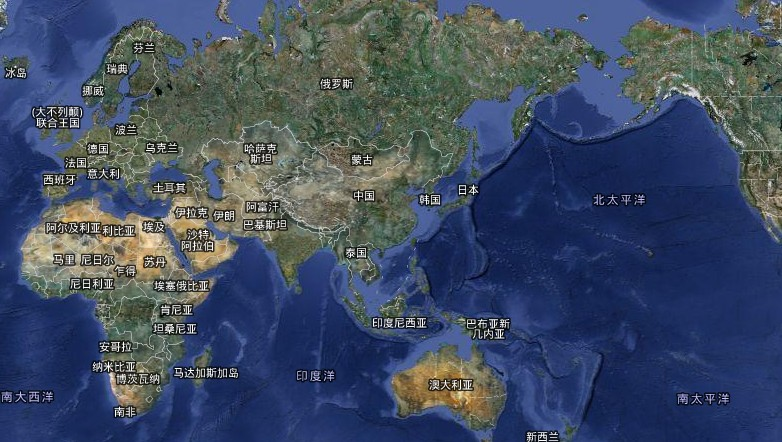 芬兰
冰岛
瑞典
俄罗斯
挪威
(大不列颠)
联合王国
波兰
德国
乌克兰
哈萨克
斯坦
蒙古
法国
意大利
西班牙
土耳其
中国
日本
韩国
北太平洋
阿富汗
伊拉克
伊朗
巴基斯坦
阿尔及利亚
利比亚
埃及
沙特
阿拉伯
泰国
马里
尼日尔
苏丹
乍得
尼日利亚
埃塞俄比亚
肯尼亚
坦桑尼亚
印度尼西亚
巴布亚新
几内亚
安哥拉
纳米比亚
博茨瓦纳
马达加斯加岛
印度洋
澳大利亚
南大西洋
南太平洋
南非
新西兰